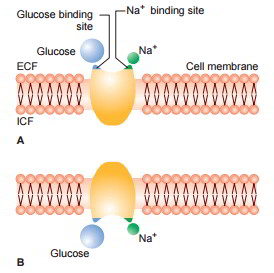 Glucose binding
site
Na⁺ binding site
Glucose
Na⁺
ECF
Cell membrane
ICF
A
Glucose
Na⁺
B